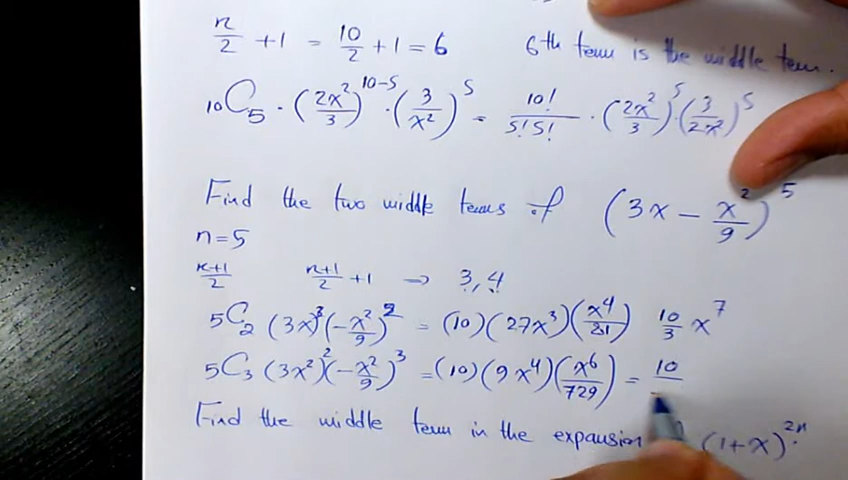 n/2 + 1 = 10/2 + 1 = 6 6th term is the middle term.
10C5 · (2x²/3)^10-5 · (3/x²)^5 = 10!/5!5! · (2x²/3)^5 (3/2x²)^5
Find the two middle terms of (3x − x²/9)^5
n=5
n+1/2 n+1/2 + 1 → 3, 4
5C2 (3x)³(−x²/9)² = (10)(27x³)(x⁴/81) 10/3 x⁷
5C3 (3x²)²(−x²/9)³ = (10)(9x⁴)(x⁶/729) = 10
Find the middle term in the expansion (1+x)^2n